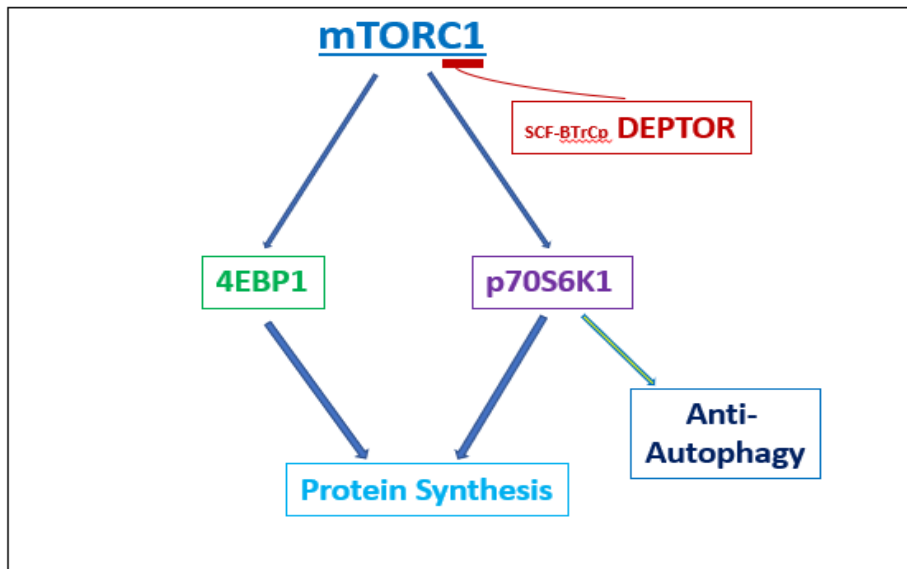 mTORC1
SCF-BTrCp DEPTOR
4EBP1
p70S6K1
Anti-
Autophagy
Protein Synthesis